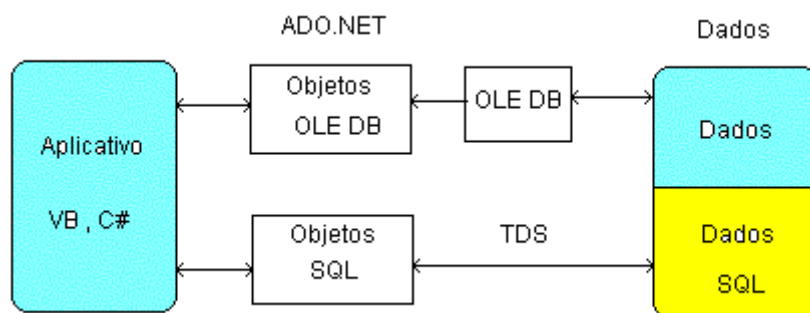 ADO.NET
Dados
Objetos
OLE DB
OLE DB
Aplicativo
VB , C#
Dados
Objetos
SQL
TDS
Dados
SQL